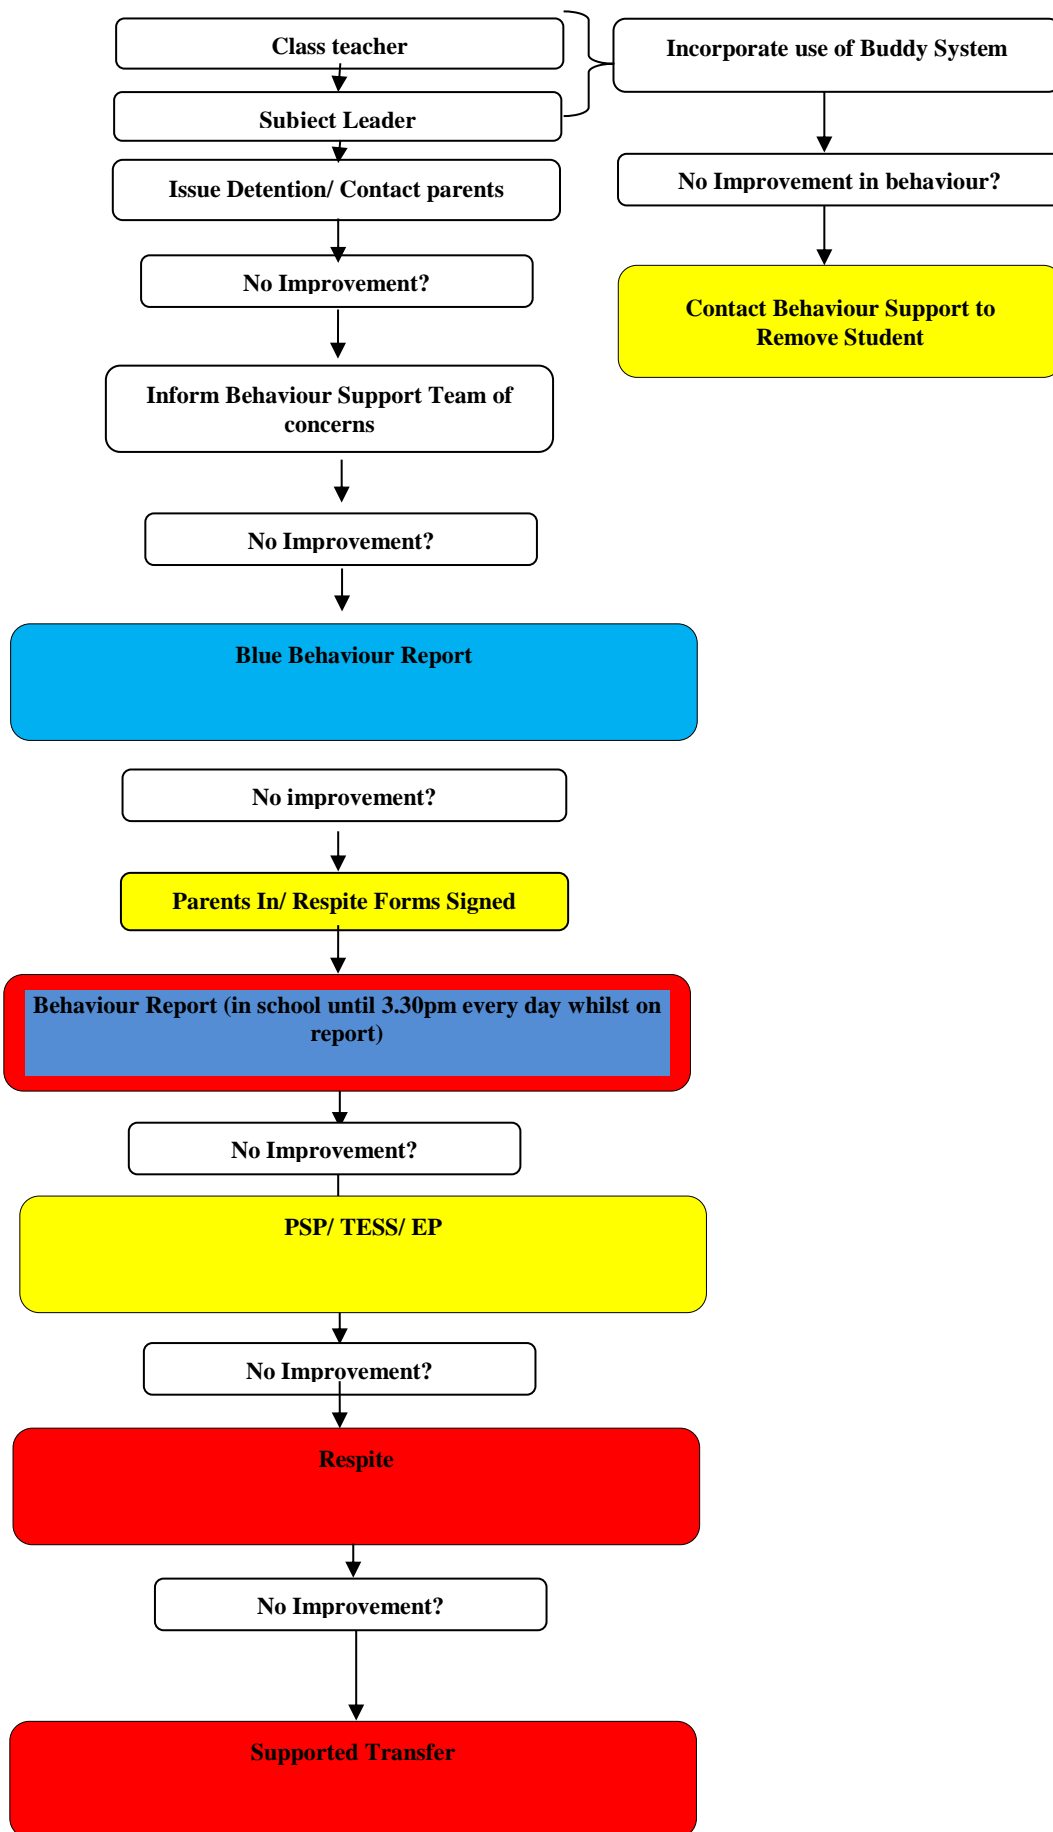 Class teacher
Subject Leader
Issue Detention/ Contact parents
No Improvement?
Inform Behaviour Support Team of
concerns
No Improvement?
Blue Behaviour Report
No improvement?
Parents In/ Respite Forms Signed
Behaviour Report (in school until 3.30pm every day whilst on
report)
No Improvement?
PSP/ TESS/ EP
No Improvement?
Respite
No Improvement?
Supported Transfer
Incorporate use of Buddy System
No Improvement in behaviour?
Contact Behaviour Support to
Remove Student